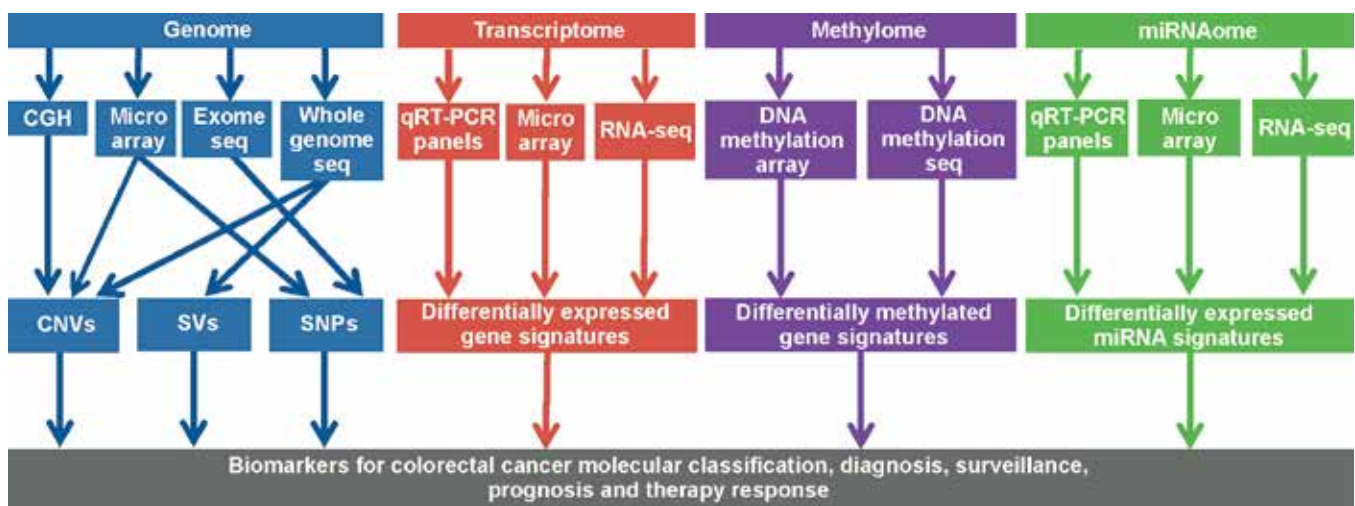 Genome
Transcriptome
Methylome
miRNAome
CGH
Micro
array
Exome
seq
Whole
genome
seq
qRT-PCR
panels
Micro
array
RNA-seq
DNA
methylation
array
DNA
methylation
seq
qRT-PCR
panels
Micro
array
RNA-seq
CNVs
SVs
SNPs
Differentially expressed
gene signatures
Differentially methylated
gene signatures
Differentially expressed
miRNA signatures
Biomarkers for colorectal cancer molecular classification, diagnosis, surveillance,
prognosis and therapy response